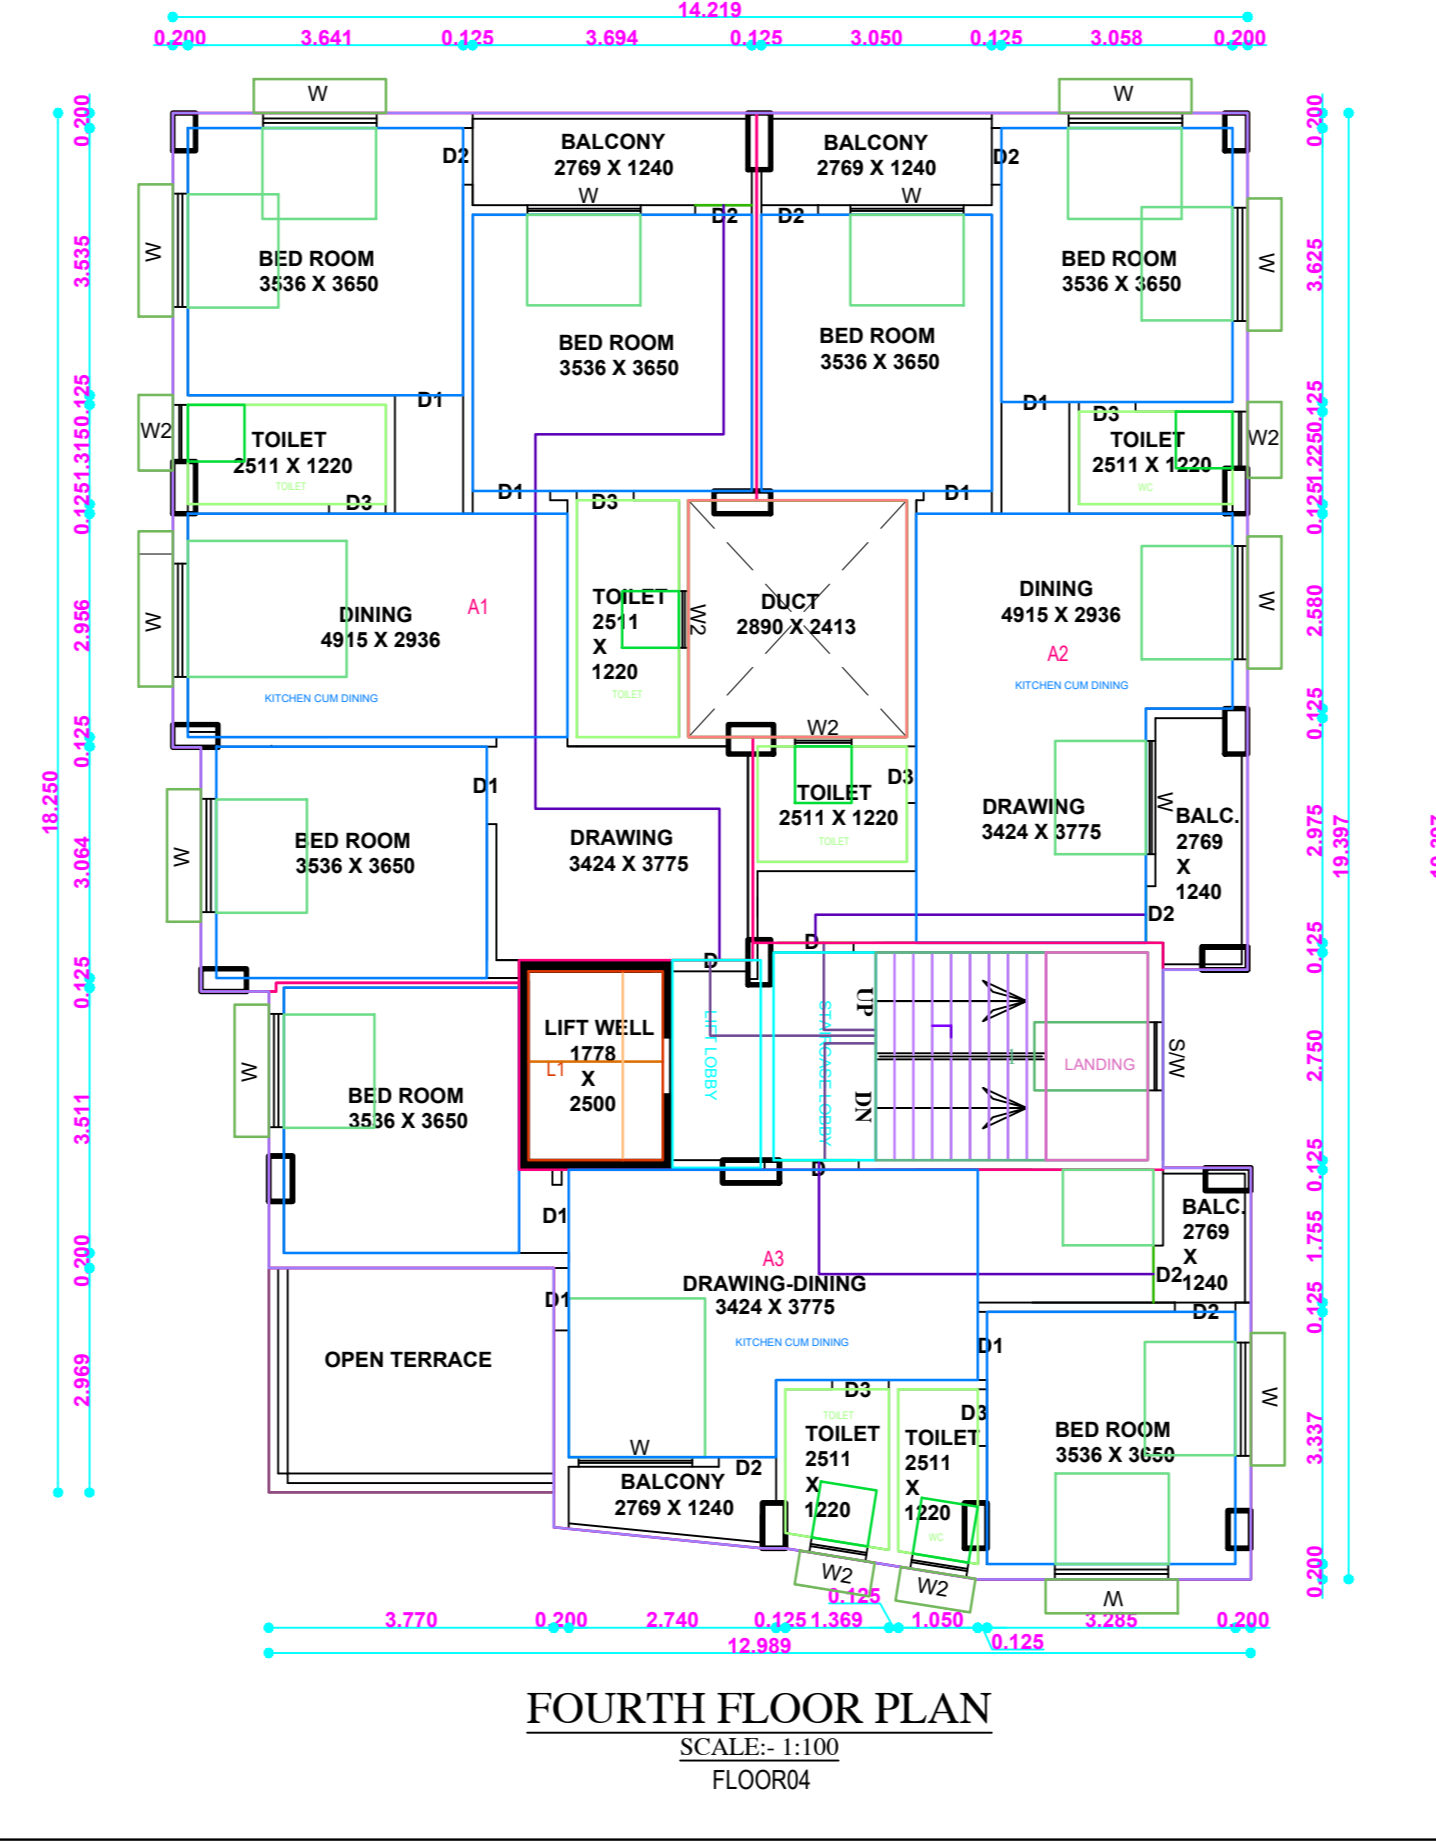 14.219
0.200 3.641 0.125 3.694 0.125 3.050 0.125 3.058 0.200
W W
0.200
0.200
BALCONY
2769 X 1240
BALCONY
2769 X 1240
D2 D2
W W
D2 D2
W
3.535
BED ROOM
3536 X 3650
BED ROOM
3536 X 3650
W
3.625
BED ROOM
3536 X 3650
BED ROOM
3536 X 3650
0.125
D1 D1
D3
0.125
W2
1.315
TOILET
2511 X 1220
TOILET
TOILET
2511 X 1220
WC
W2
1.225
0.125
D3 D1 D3 D1
0.125
W
2.956
DINING
4915 X 2936
A1
KITCHEN CUM DINING
TOILET
2511
X
1220
TOILET
W2
DUCT
2890 X 2413
DINING
4915 X 2936
A2
KITCHEN CUM DINING
W
2.580
0.125
0.125
W2
18.250
W
3.064
BED ROOM
3536 X 3650
D1
DRAWING
3424 X 3775
TOILET
2511 X 1220
TOILET
D3
DRAWING
3424 X 3775
W
BALC.
2769
X
1240
D2
2.975
19.397
0.125
D D
0.125
W
3.511
BED ROOM
3536 X 3650
LIFT WELL
1778
X
2500
L1
LIFT LOBBY
STAIRCASE LOBBY
UP
DN
LANDING
S/W
2.750
D
0.125
D1
BALC.
2769
X
1240
1.755
0.200
D1
A3
DRAWING-DINING
3424 X 3775
KITCHEN CUM DINING
D2
D2
0.125
D1
OPEN TERRACE
2.969
D3 D3
TOILET
TOILET
2511
X
1220
TOILET
2511
X
1220
WC
BED ROOM
3536 X 3650
W
3.337
W
D2
BALCONY
2769 X 1240
W2 W2 W
0.200
0.125
3.770 0.200 2.740 0.125 1.369 1.050 3.285 0.200
0.125
12.989
FOURTH FLOOR PLAN
SCALE:- 1:100
FLOOR04